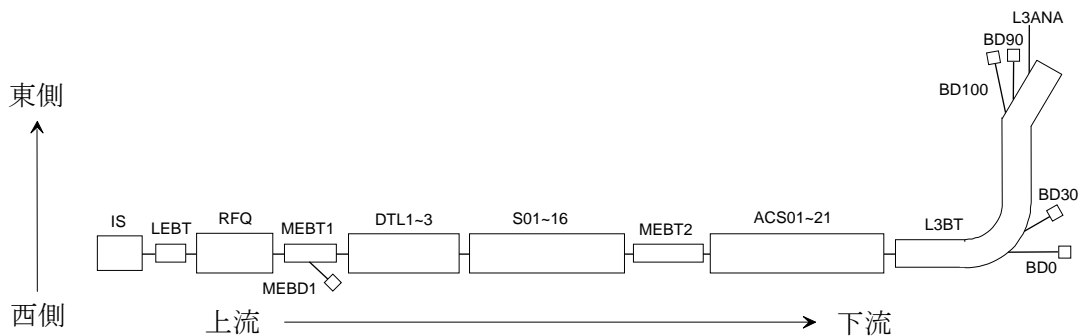 L3ANA
BD90
BD100
東側
BD30
IS
LEBT
RFQ
MEBT1
DTL1~3
S01~16
MEBT2
ACS01~21
L3BT
BD0
MEBD1
西側
上流
下流